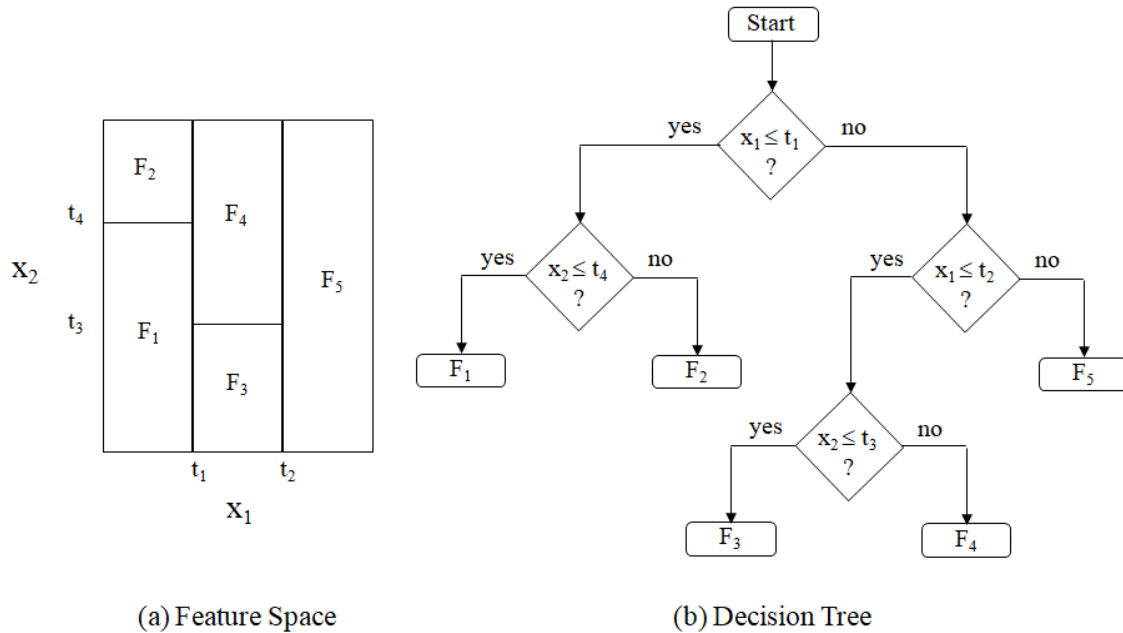 F₂
F₄
t₄
x₂
F₅
t₃
F₁
F₃
t₁
t₂
x₁
(a) Feature Space
Start
x₁ ≤ t₁
?
yes
no
x₂ ≤ t₄
?
yes
no
x₁ ≤ t₂
?
yes
no
F₁
F₂
F₅
x₂ ≤ t₃
?
yes
no
F₃
F₄
(b) Decision Tree